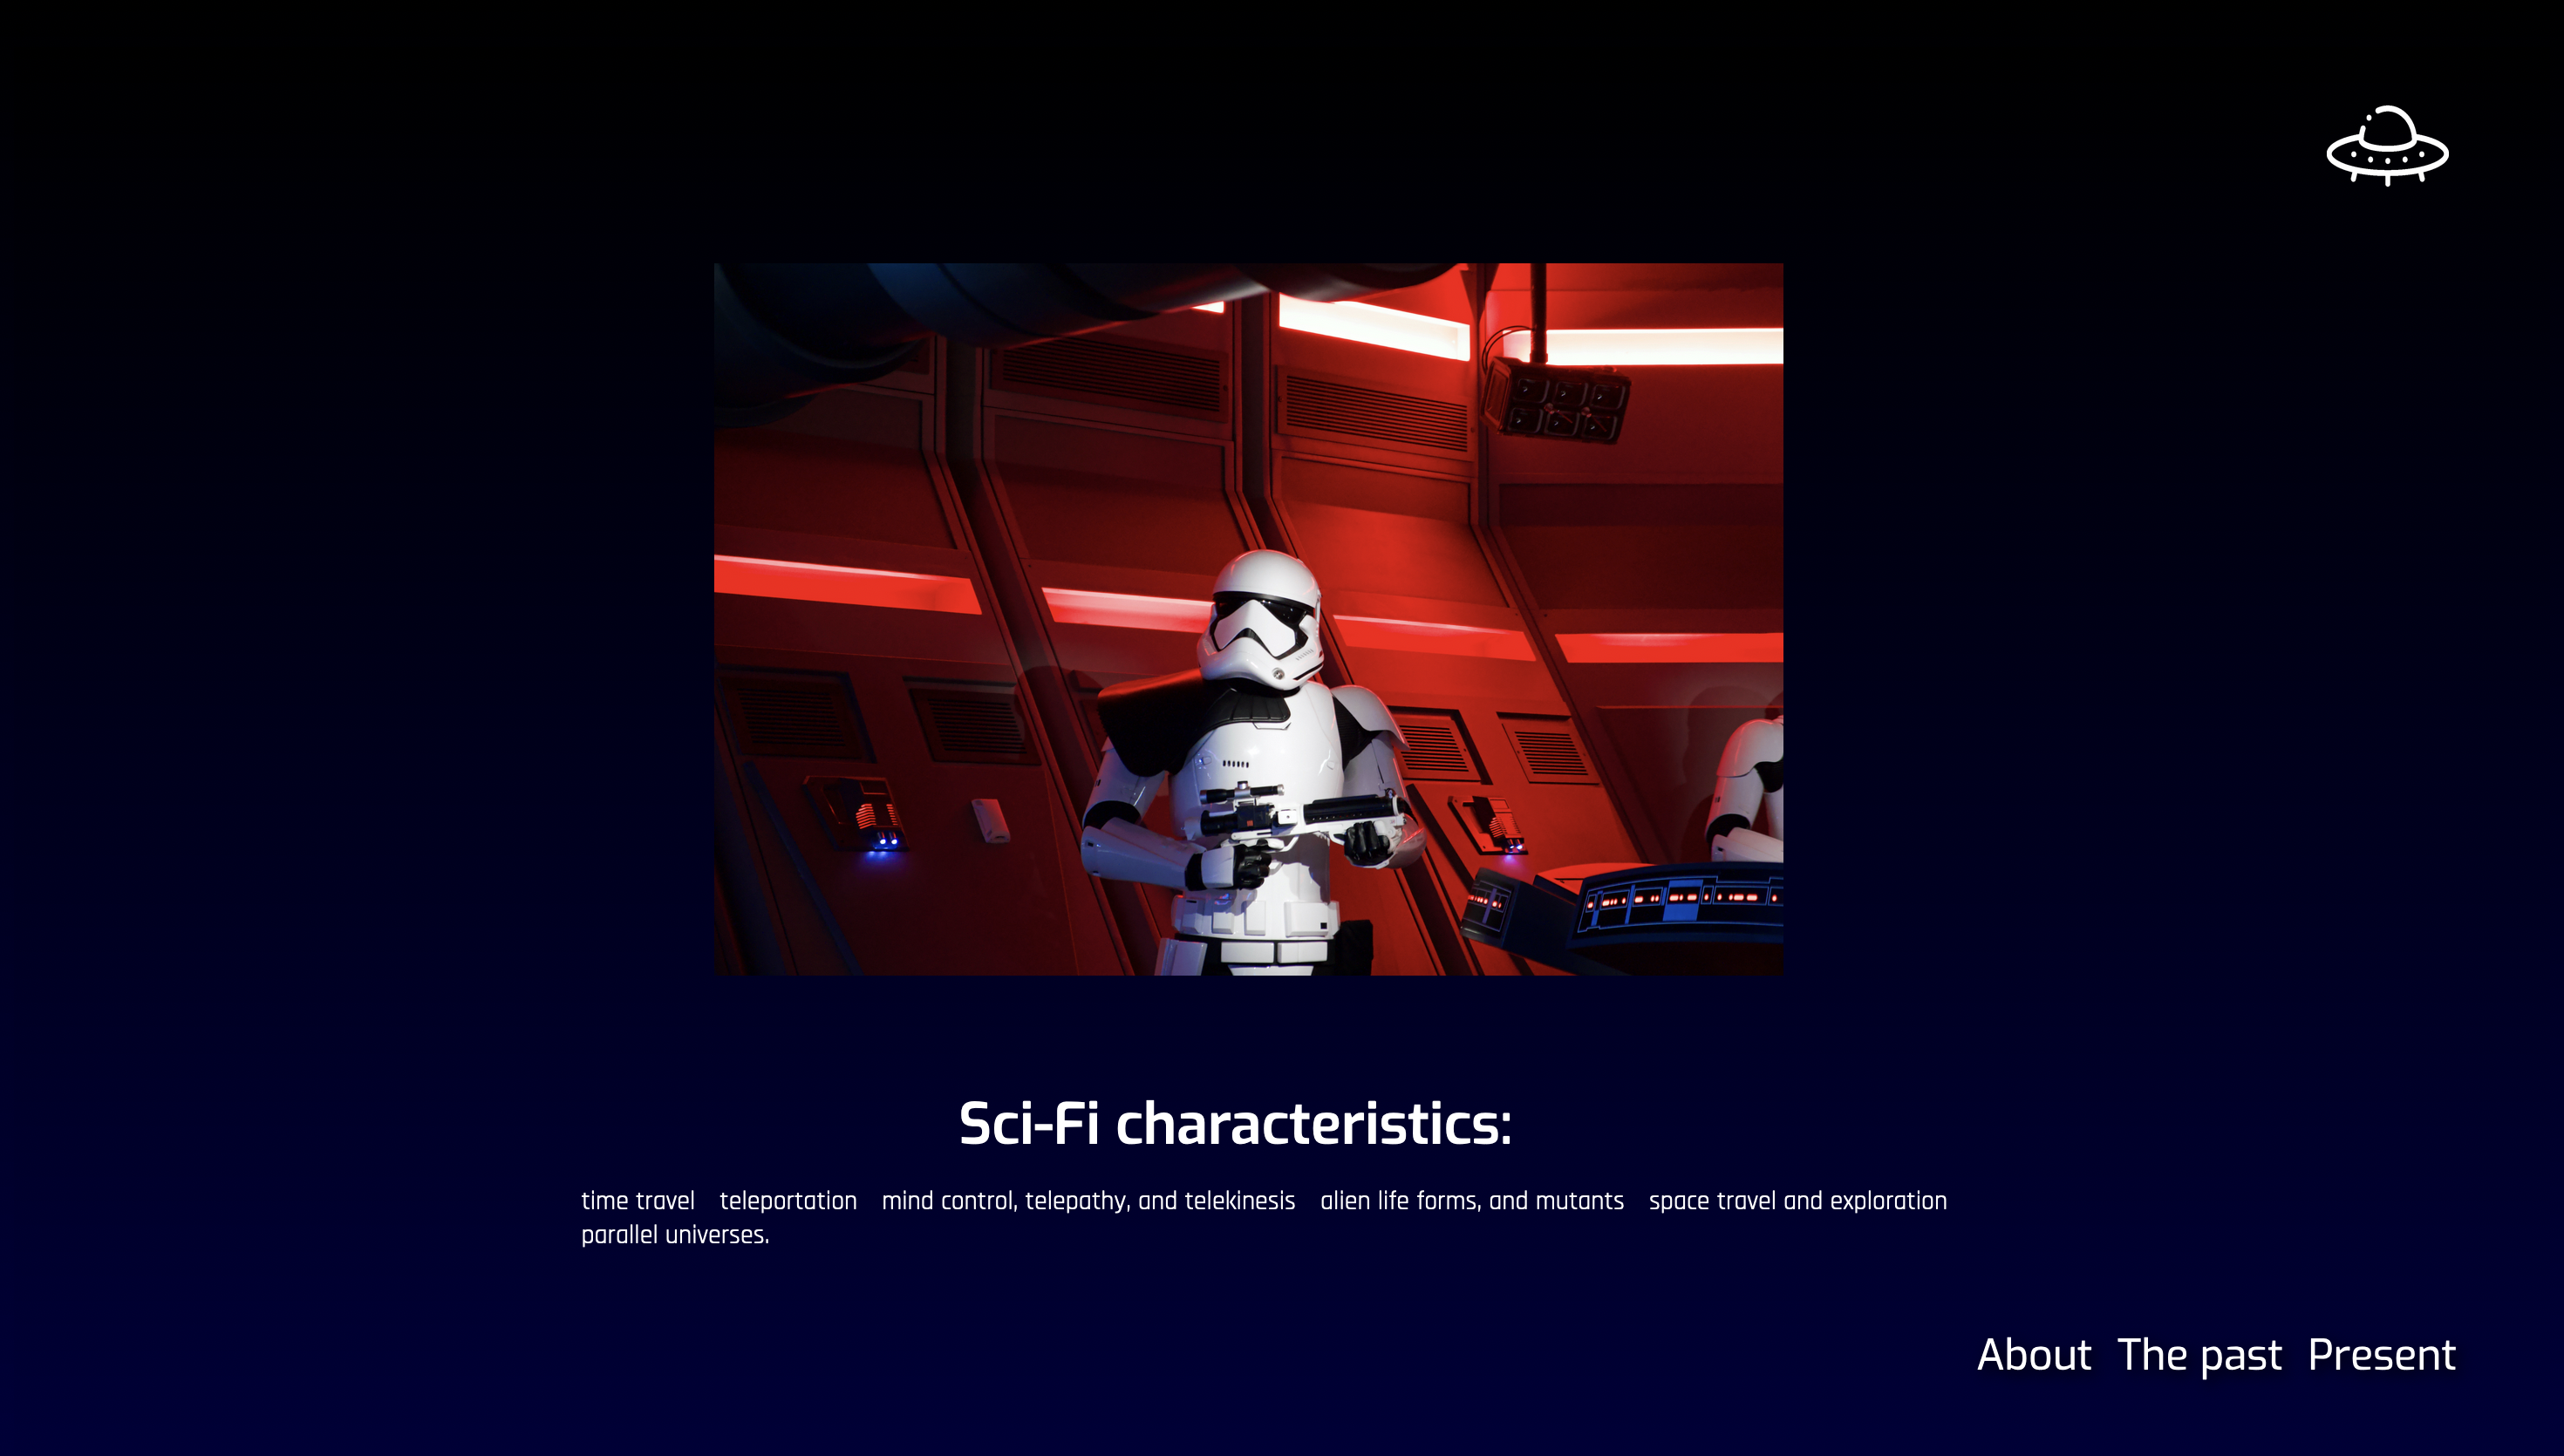 Sci-Fi characteristics:
time travel teleportation mind control, telepathy, and telekinesis alien life forms, and mutants space travel and exploration
parallel universes.
About The past Present